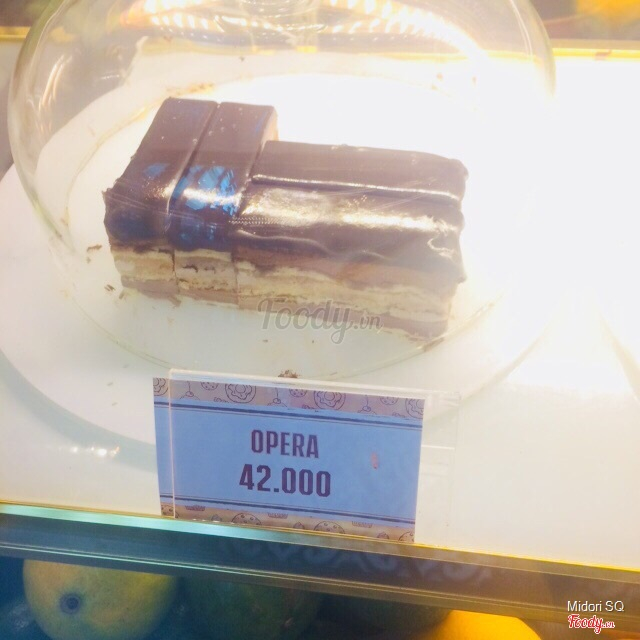 Foody.vn
OPERA
42.000
Midori SQ
Foody.vn